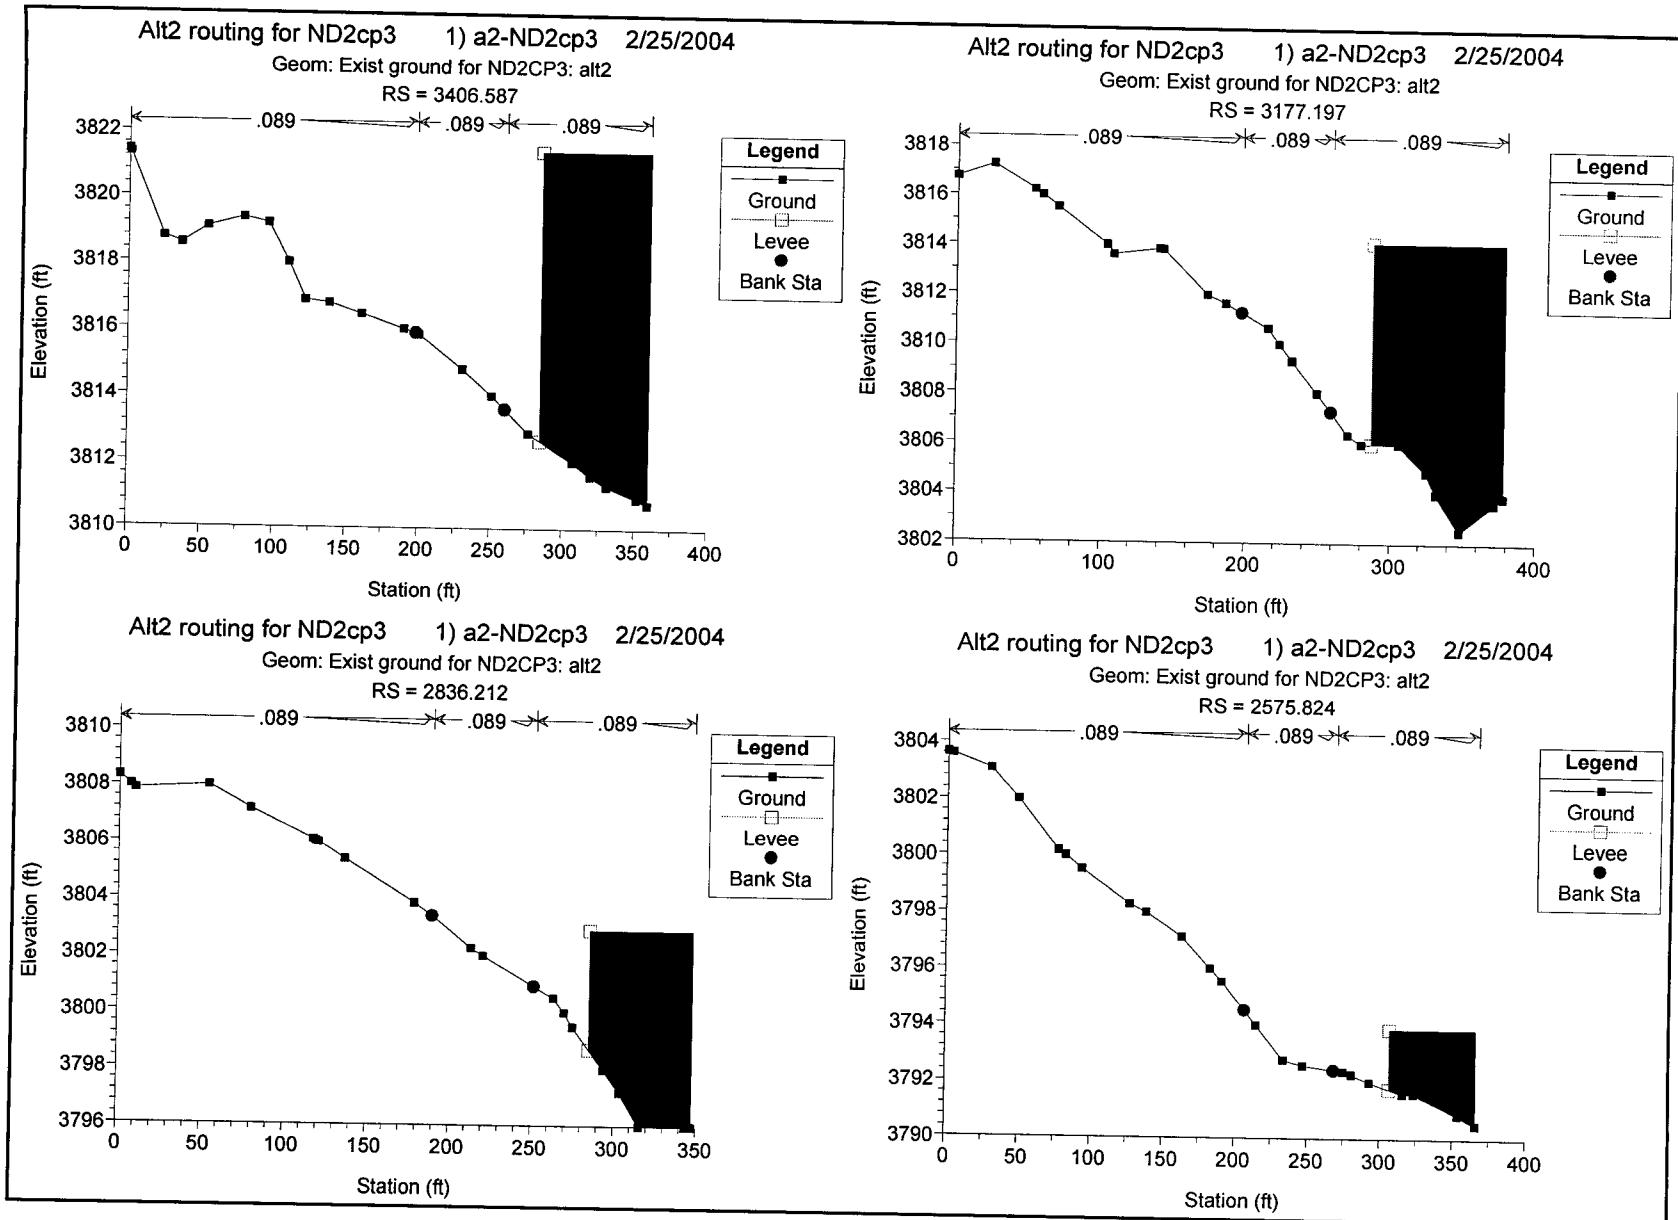 Alt2 routing for ND2cp3 1) a2-ND2cp3 2/25/2004
Geom: Exist ground for ND2CP3: alt2
RS = 3406.587
.089 .089 .089
3822
3820
3818
3816
3814
3812
3810
Elevation (ft)
0 50 100 150 200 250 300 350 400
Station (ft)
Legend
Ground
Levee
Bank Sta
Alt2 routing for ND2cp3 1) a2-ND2cp3 2/25/2004
Geom: Exist ground for ND2CP3: alt2
RS = 3177.197
.089 .089 .089
3818
3816
3814
3812
3810
3808
3806
3804
3802
Elevation (ft)
0 100 200 300 400
Station (ft)
Legend
Ground
Levee
Bank Sta
Alt2 routing for ND2cp3 1) a2-ND2cp3 2/25/2004
Geom: Exist ground for ND2CP3: alt2
RS = 2836.212
.089 .089 .089
3810
3808
3806
3804
3802
3800
3798
3796
Elevation (ft)
0 50 100 150 200 250 300 350
Station (ft)
Legend
Ground
Levee
Bank Sta
Alt2 routing for ND2cp3 1) a2-ND2cp3 2/25/2004
Geom: Exist ground for ND2CP3: alt2
RS = 2575.824
.089 .089 .089
3804
3802
3800
3798
3796
3794
3792
3790
Elevation (ft)
0 50 100 150 200 250 300 350 400
Station (ft)
Legend
Ground
Levee
Bank Sta